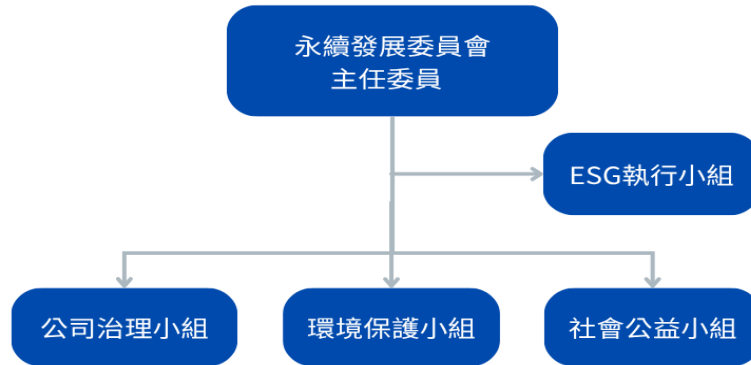 永續發展委員會
主任委員
ESG執行小組
公司治理小組
環境保護小組
社會公益小組